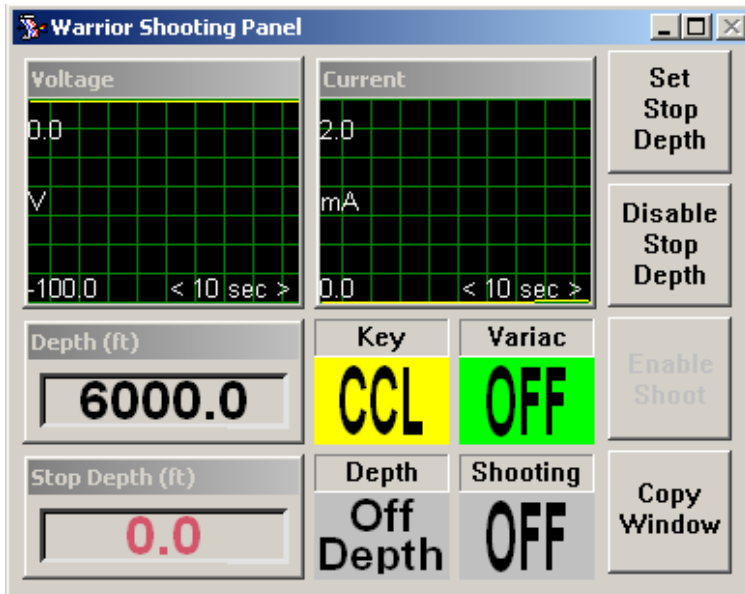 Warrior Shooting Panel
Voltage
0.0
V
-100.0 < 10 sec >
Current
2.0
mA
0.0 < 10 sec >
Set
Stop
Depth
Disable
Stop
Depth
Depth (ft)
6000.0
Key
CCL
Variac
OFF
Enable
Shoot
Stop Depth (ft)
0.0
Depth
Off
Depth
Shooting
OFF
Copy
Window